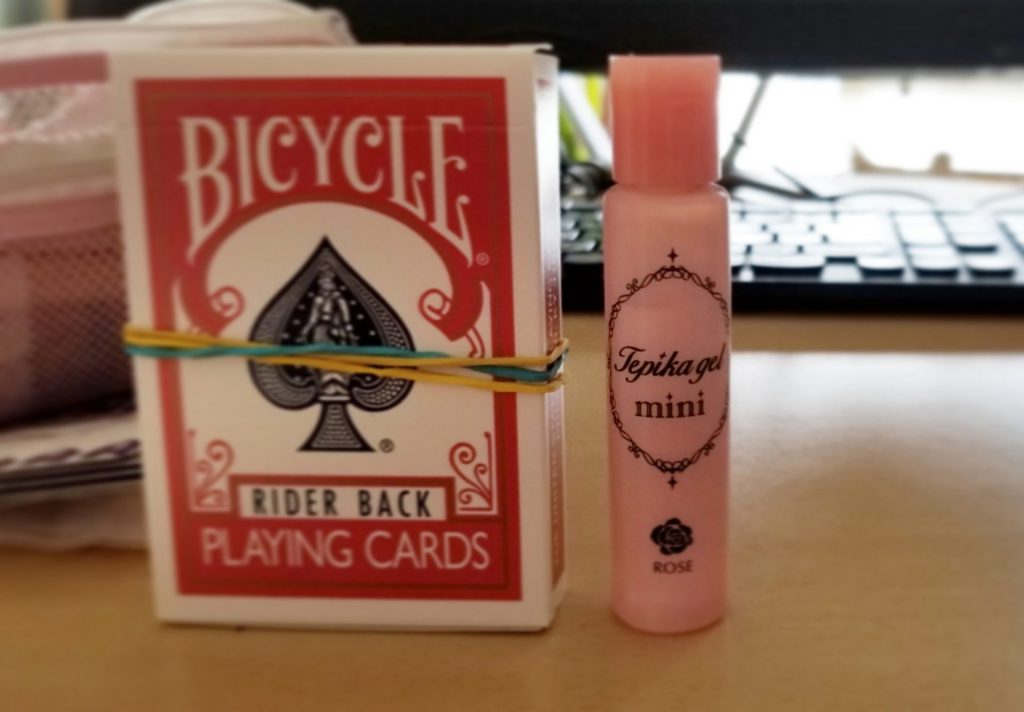 BICYCLE®
®
RIDER BACK
PLAYING CARDS
Tepika gel
mini
ROSE